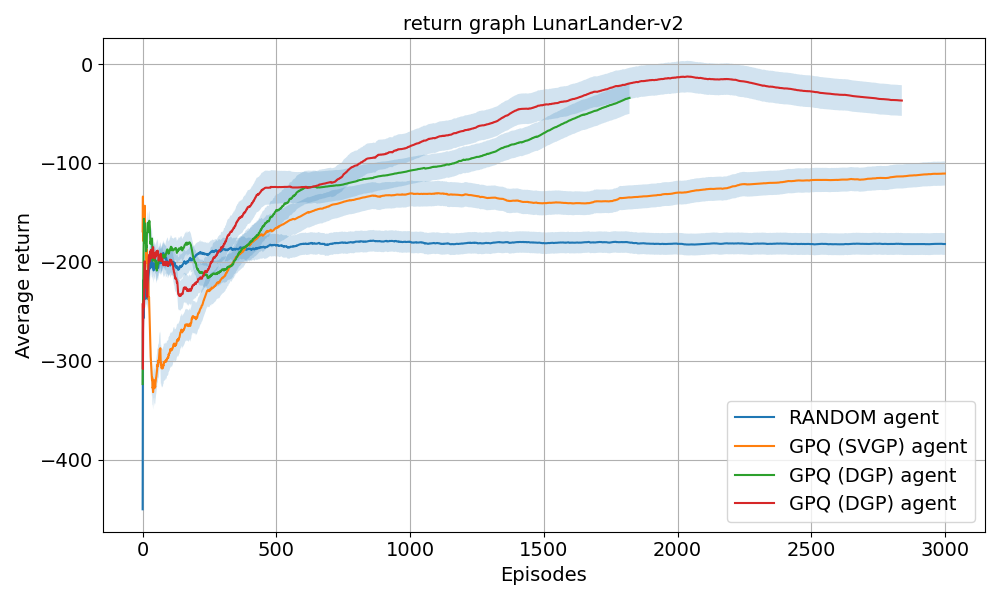 return graph LunarLander-v2
0
−100
−200
−300
−400
Average return
RANDOM agent
GPQ (SVGP) agent
GPQ (DGP) agent
GPQ (DGP) agent
0 500 1000 1500 2000 2500 3000
Episodes